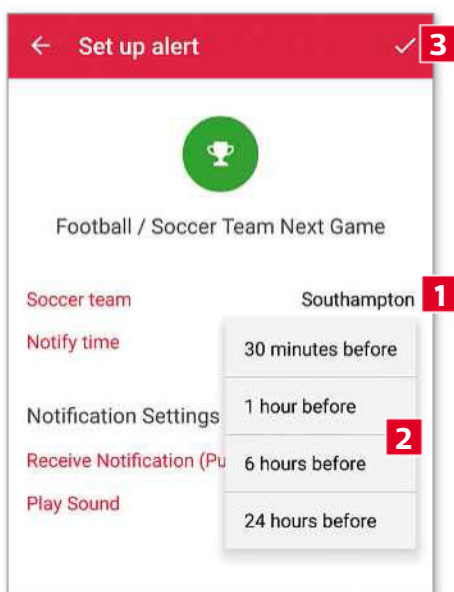 Set up alert
3
Football / Soccer Team Next Game
Soccer team Southampton 1
Notify time
30 minutes before
Notification Settings
1 hour before
2
Receive Notification (Pu
6 hours before
Play Sound
24 hours before